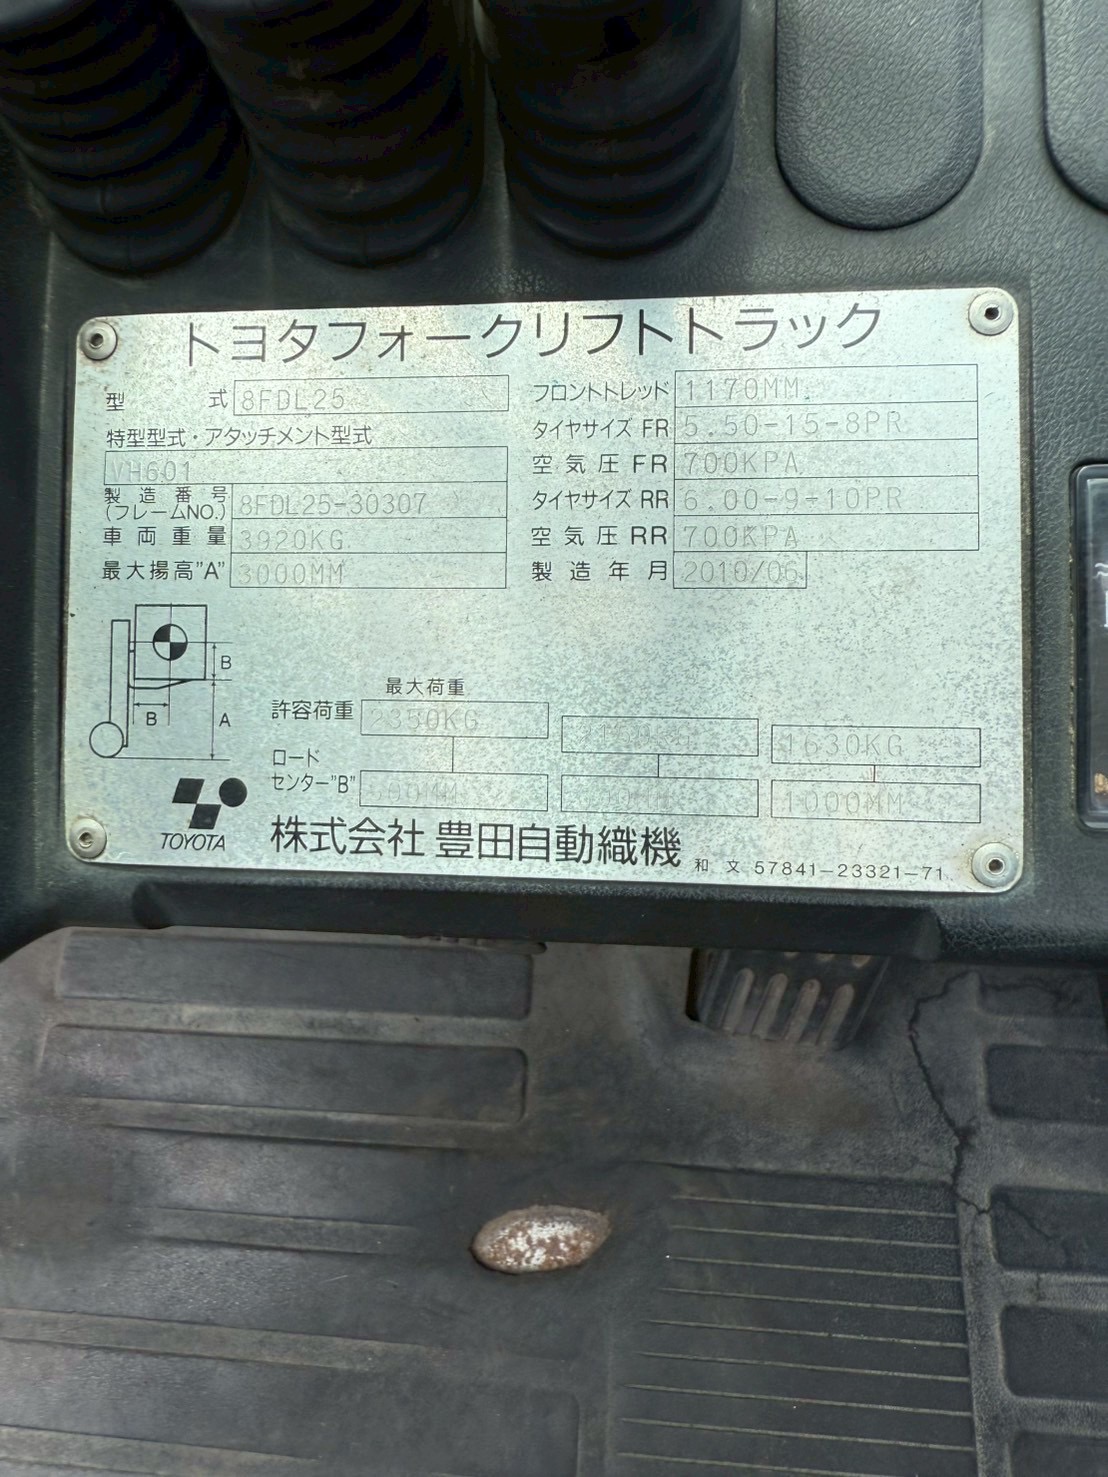 トヨタフォークリフトトラック
型 式 8FDL25
特型型式・アタッチメント型式
VH601
製造番号 (フレームNO.) 8FDL25-30307
車両重量 3920KG
最大揚高"A" 3000MM
フロントトレッド 1170MM
タイヤサイズ FR 5.50-15-8PR
空気圧 FR 700KPA
タイヤサイズ RR 6.00-9-10PR
空気圧 RR 700KPA
製造年月 2010/06
B
B
A
最大荷重
許容荷重 2350KG 1630KG
ロード
センター"B" 1000MM
TOYOTA
株式会社 豊田自動織機
和 文 57841-23321-71